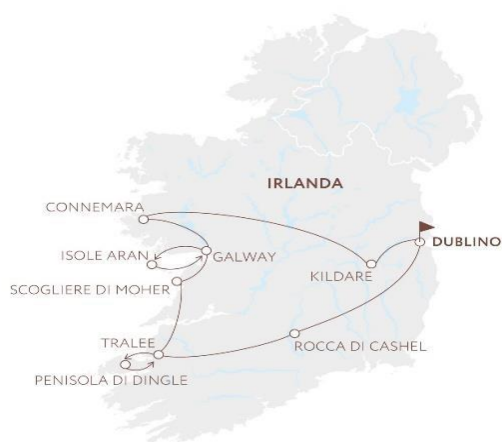 IRLANDA
CONNEMARA
DUBLINO
ISOLE ARAN
GALWAY
KILDARE
SCOGLIERE DI MOHER
TRALEE
ROCCA DI CASHEL
PENISOLA DI DINGLE